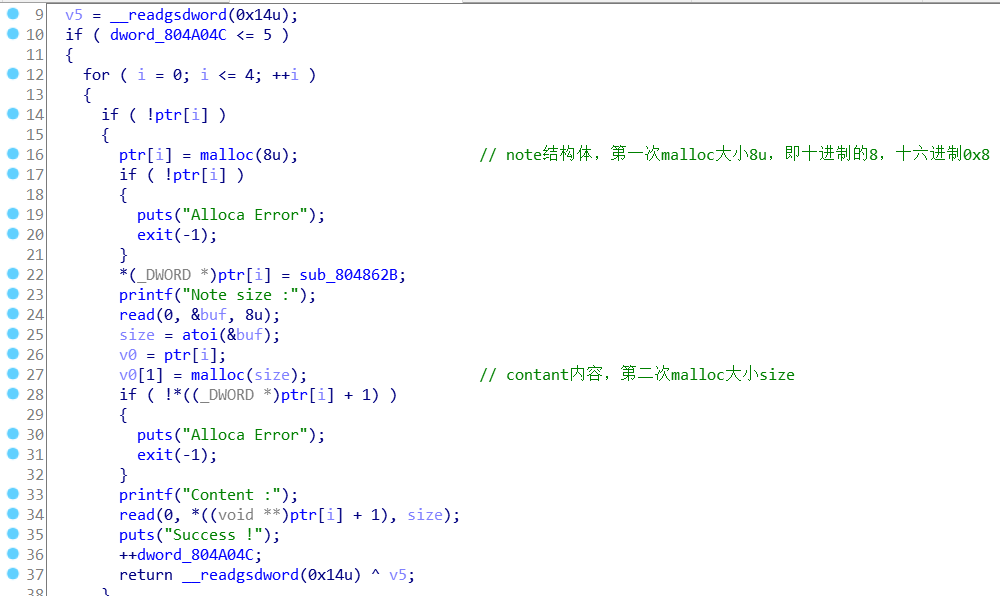 9 v5 = __readgsdword(0x14u);
10 if ( dword_804A04C <= 5 )
11 {
12 for ( i = 0; i <= 4; ++i )
13 {
14 if ( !ptr[i] )
15 {
16 ptr[i] = malloc(8u); // note结构体，第一次malloc大小8u，即十进制的8，十六进制0x8
17 if ( !ptr[i] )
18 {
19 puts("Alloca Error");
20 exit(-1);
21 }
22 *(_DWORD *)ptr[i] = sub_804862B;
23 printf("Note size :");
24 read(0, &buf, 8u);
25 size = atoi(&buf);
26 v0 = ptr[i];
27 v0[1] = malloc(size); // contant内容，第二次malloc大小size
28 if ( !*((_DWORD *)ptr[i] + 1) )
29 {
30 puts("Alloca Error");
31 exit(-1);
32 }
33 printf("Content :");
34 read(0, *((void **)ptr[i] + 1), size);
35 puts("Success !");
36 ++dword_804A04C;
37 return __readgsdword(0x14u) ^ v5;
38 }